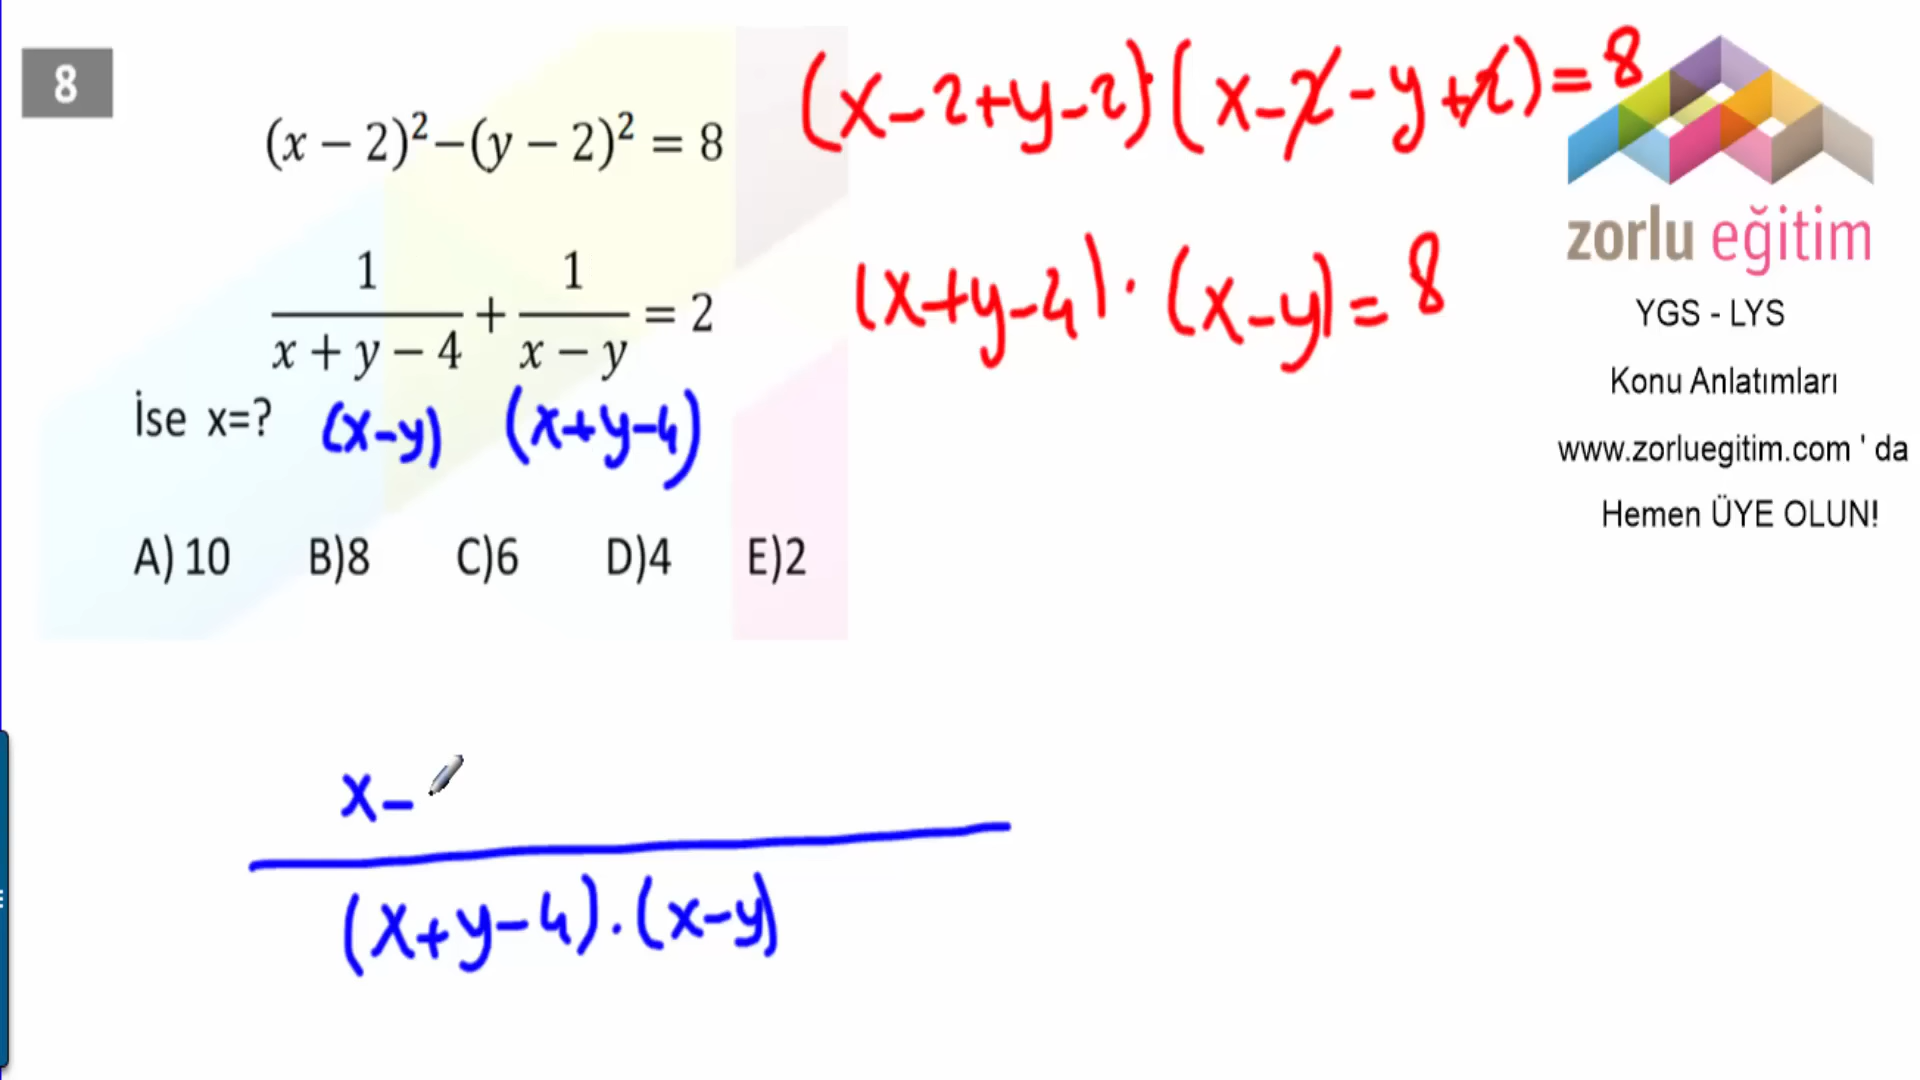 8
(x − 2)² −(y − 2)² = 8
1/(x + y − 4) + 1/(x − y) = 2
İse x=? (x-y) (x+y-4)
A) 10 B)8 C)6 D)4 E)2
(x-2+y-2)·(x-2-y+2)=8
(x+y-4)·(x-y)=8
x-
(x+y-4)·(x-y)
zorlu eğitim
YGS - LYS
Konu Anlatımları
www.zorluegitim.com ' da
Hemen ÜYE OLUN!